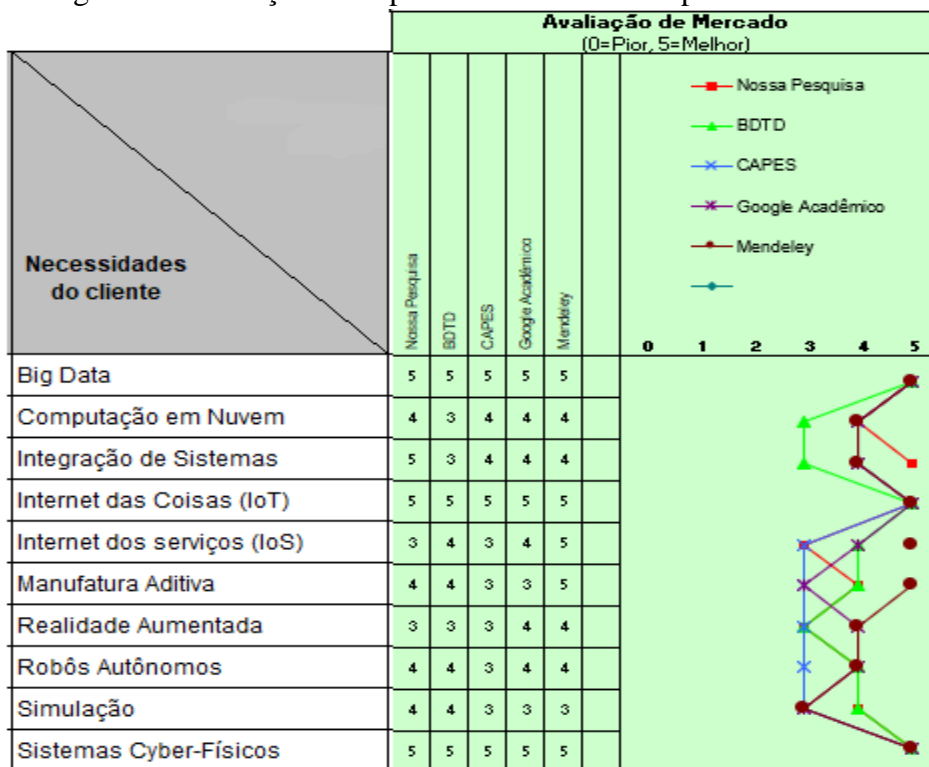 Avaliação de Mercado
(0=Pior, 5=Melhor)
Nossa Pesquisa
BDTD
CAPES
Google Acadêmico
Mendeley
Necessidades
do cliente
Nossa Pesquisa
BDTD
CAPES
Google Acadêmico
Mendeley
0 1 2 3 4 5
Big Data 5 5 5 5 5
Computação em Nuvem 4 3 4 4 4
Integração de Sistemas 5 3 4 4 4
Internet das Coisas (IoT) 5 5 5 5 5
Internet dos serviços (IoS) 3 4 3 4 5
Manufatura Aditiva 4 4 3 3 5
Realidade Aumentada 3 3 3 4 4
Robôs Autônomos 4 4 3 4 4
Simulação 4 4 3 3 3
Sistemas Cyber-Físicos 5 5 5 5 5